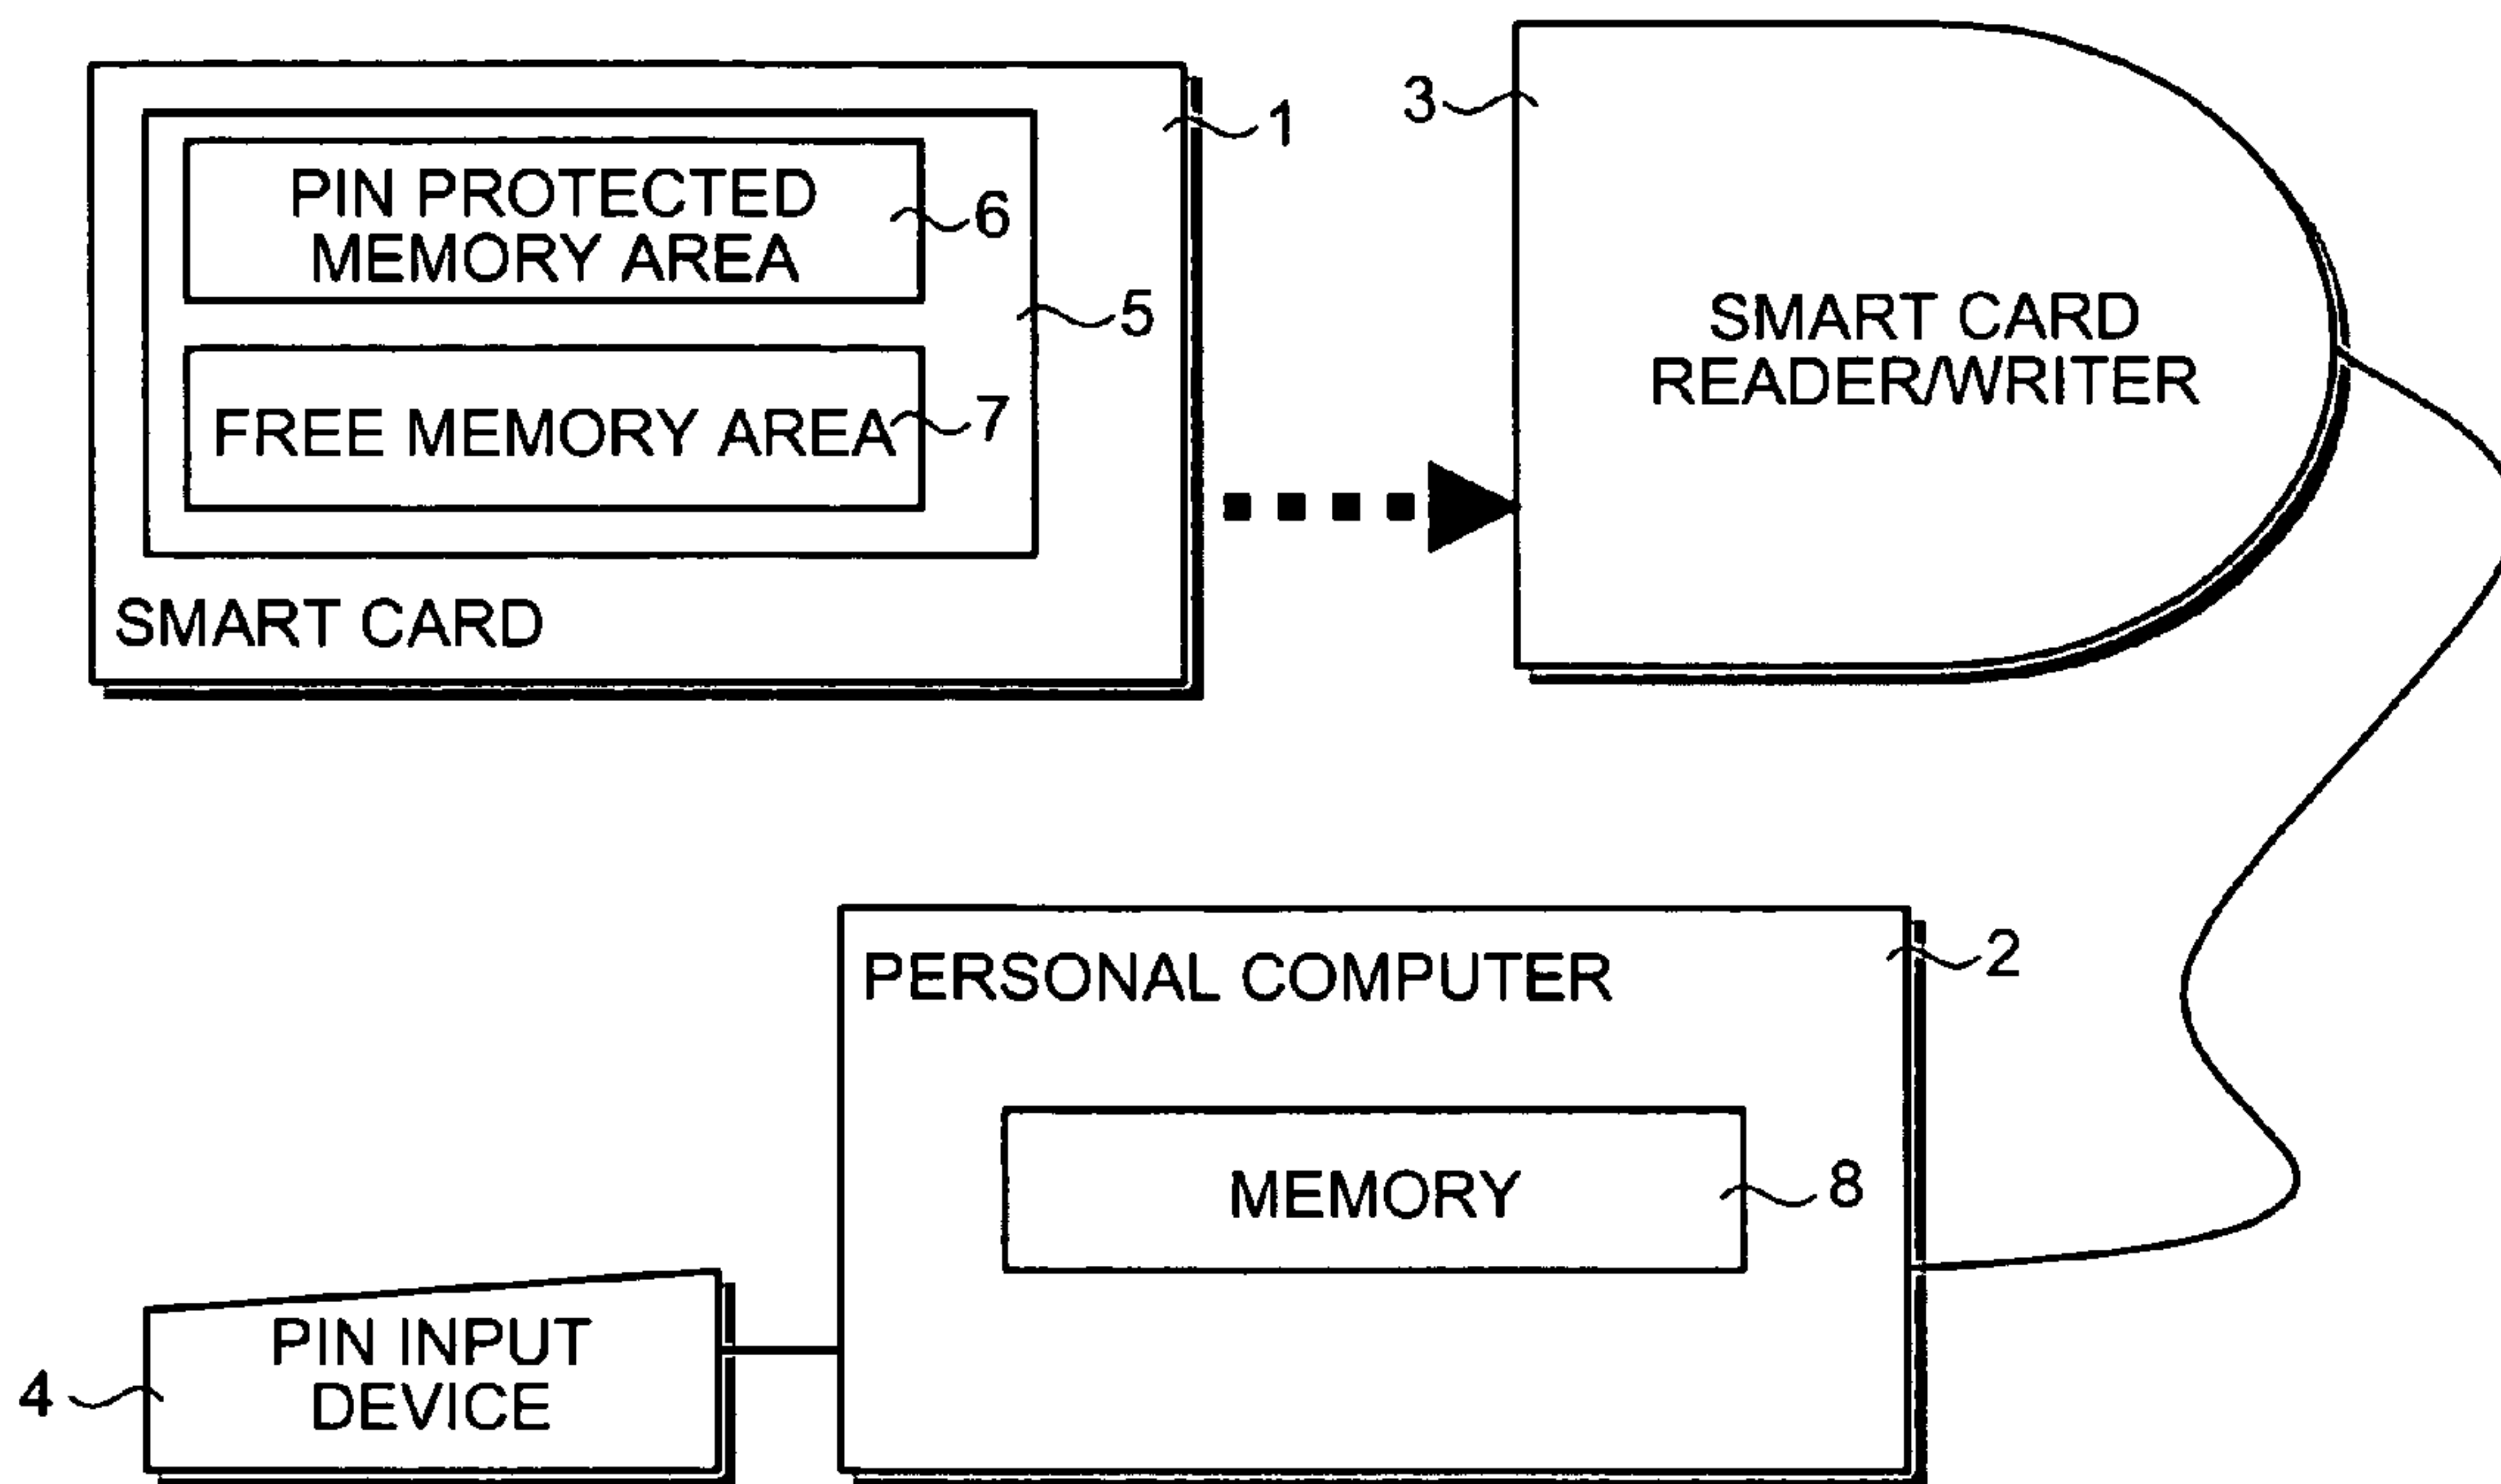 1
3
PIN PROTECTED
MEMORY AREA
6
5
FREE MEMORY AREA
7
SMART CARD
SMART CARD
READER/WRITER
PERSONAL COMPUTER
2
MEMORY
8
PIN INPUT
DEVICE
4